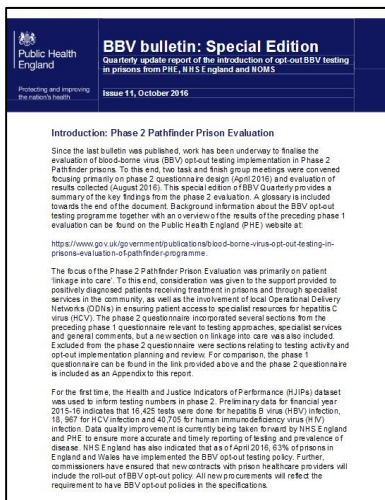 Public Health
England
Protecting and improving
the nation's health
BBV bulletin: Special Edition
Quarterly update report of the introduction of opt-out BBV testing
in prisons from PHE, NHS England and NOMS
Issue 11, October 2016
Introduction: Phase 2 Pathfinder Prison Evaluation
Since the last bulletin was published, work has been underway to finalise the
evaluation of blood-borne virus (BBV) opt-out testing implementation in Phase 2
Pathfinder prisons. To this end, two task and finish group meetings were convened
focusing primarily on phase 2 questionnaire design (April 2016) and evaluation of
results collected (August 2016). This special edition of BBV Quarterly provides a
summary of the key findings from the phase 2 evaluation. A glossary is included
towards the end of the document. Background information about the BBV opt-out
testing programme together with an overview of the results of the preceding phase 1
evaluation can be found on the Public Health England (PHE) website at:
https://www.gov.uk/government/publications/blood-borne-virus-opt-out-testing-in-
prisons-evaluation-of-pathfinder-programme.
The focus of the Phase 2 Pathfinder Prison Evaluation was primarily on patient
'linkage into care'. To this end, consideration was given to the support provided to
positively diagnosed patients receiving treatment in prisons and through specialist
services in the community, as well as the involvement of local Operational Delivery
Networks (ODNs) in ensuring patient access to specialist resources for hepatitis C
virus (HCV). The phase 2 questionnaire incorporated several questions from the
preceding phase 1 questionnaire relevant to testing approaches, specialist services
and general comments, but a new section on linkage into care was also included.
Excluded from the phase 2 questionnaire were sections relating to testing activity and
opt-out implementation planning and review. For comparison, the phase 1
questionnaire can be found in the link provided above and the phase 2 questionnaire
is included as an Appendix to this report.
For the first time, the Health and Justice Indicators of Performance (HJIPs) dataset
was used to inform testing numbers in phase 2. Preliminary data for financial year
2015-16 indicates that 16,425 tests were done for hepatitis B virus (HBV) infection,
18, 967 for HCV infection and 40,705 for human immunodeficiency virus (HIV)
infection. Data quality improvement is currently being taken forward by NHS England
and PHE to ensure more accurate and timely reporting of testing and prevalence of
disease. NHS England has also indicated that as of April 2016, 63% of prisons in
England and Wales have implemented the BBV opt-out testing policy. Further,
commissioners have ensured that new contracts with prison healthcare providers will
include the roll-out of BBV opt-out policy. All new procurements will reflect the
requirement to have BBV opt-out policies in the specifications.